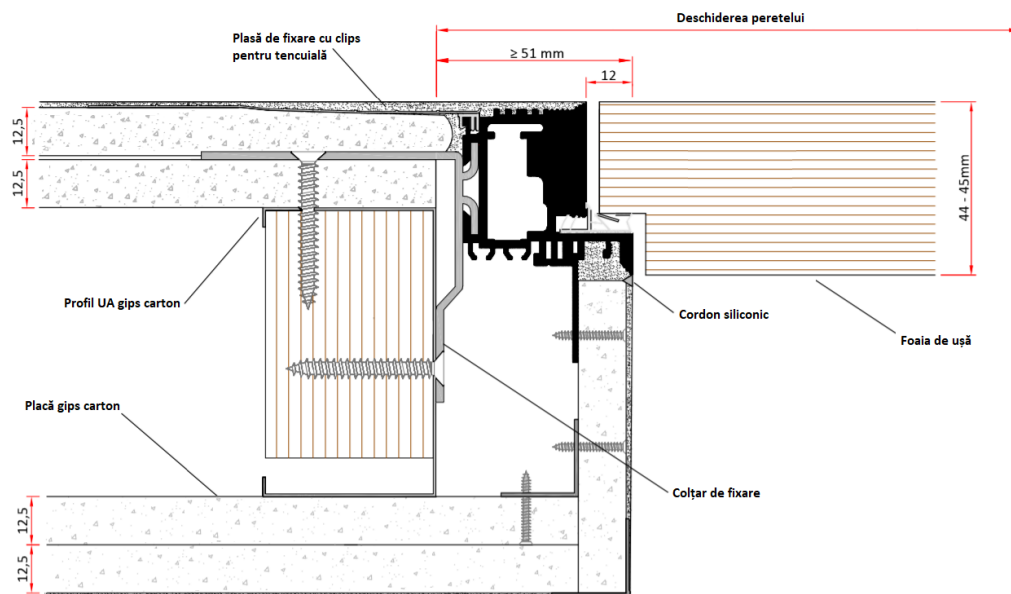 Deschiderea peretelui
Plasă de fixare cu clips
pentru tencuială
≥ 51 mm
12
12,5
12,5
44 - 45mm
Profil UA gips carton
Cordon siliconic
Foaia de ușă
Placă gips carton
Colțar de fixare
12,5
12,5